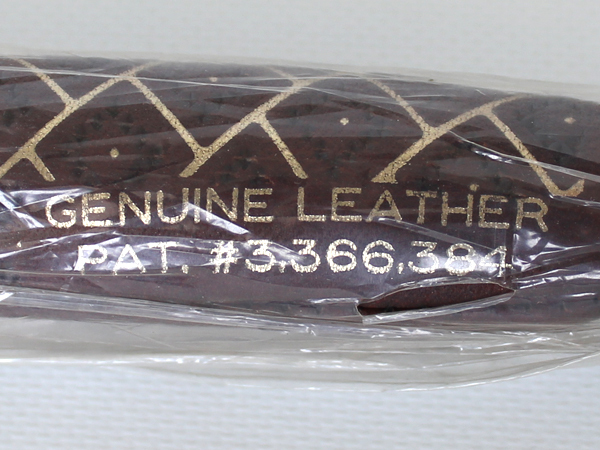 GENUINE LEATHER
PAT. #3,366,384